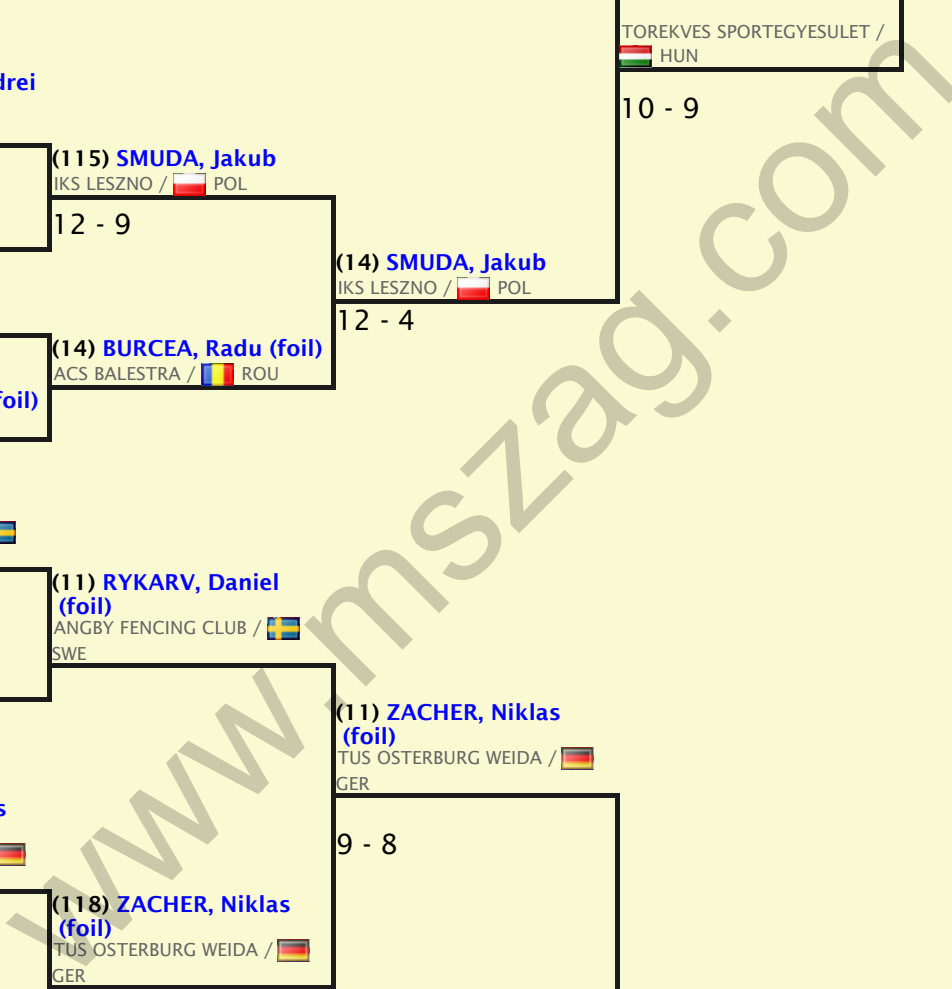 TOREKVES SPORTEGYESULET /
HUN
10 - 9
drei
(115) SMUDA, Jakub
IKS LESZNO / POL
12 - 9
(14) SMUDA, Jakub
IKS LESZNO / POL
12 - 4
(14) BURCEA, Radu (foil)
ACS BALESTRA / ROU
foil)
(11) RYKARV, Daniel
(foil)
ANGBY FENCING CLUB /
SWE
(11) ZACHER, Niklas
(foil)
TUS OSTERBURG WEIDA /
GER
9 - 8
s
(118) ZACHER, Niklas
(foil)
TUS OSTERBURG WEIDA /
GER
www.mszag.com